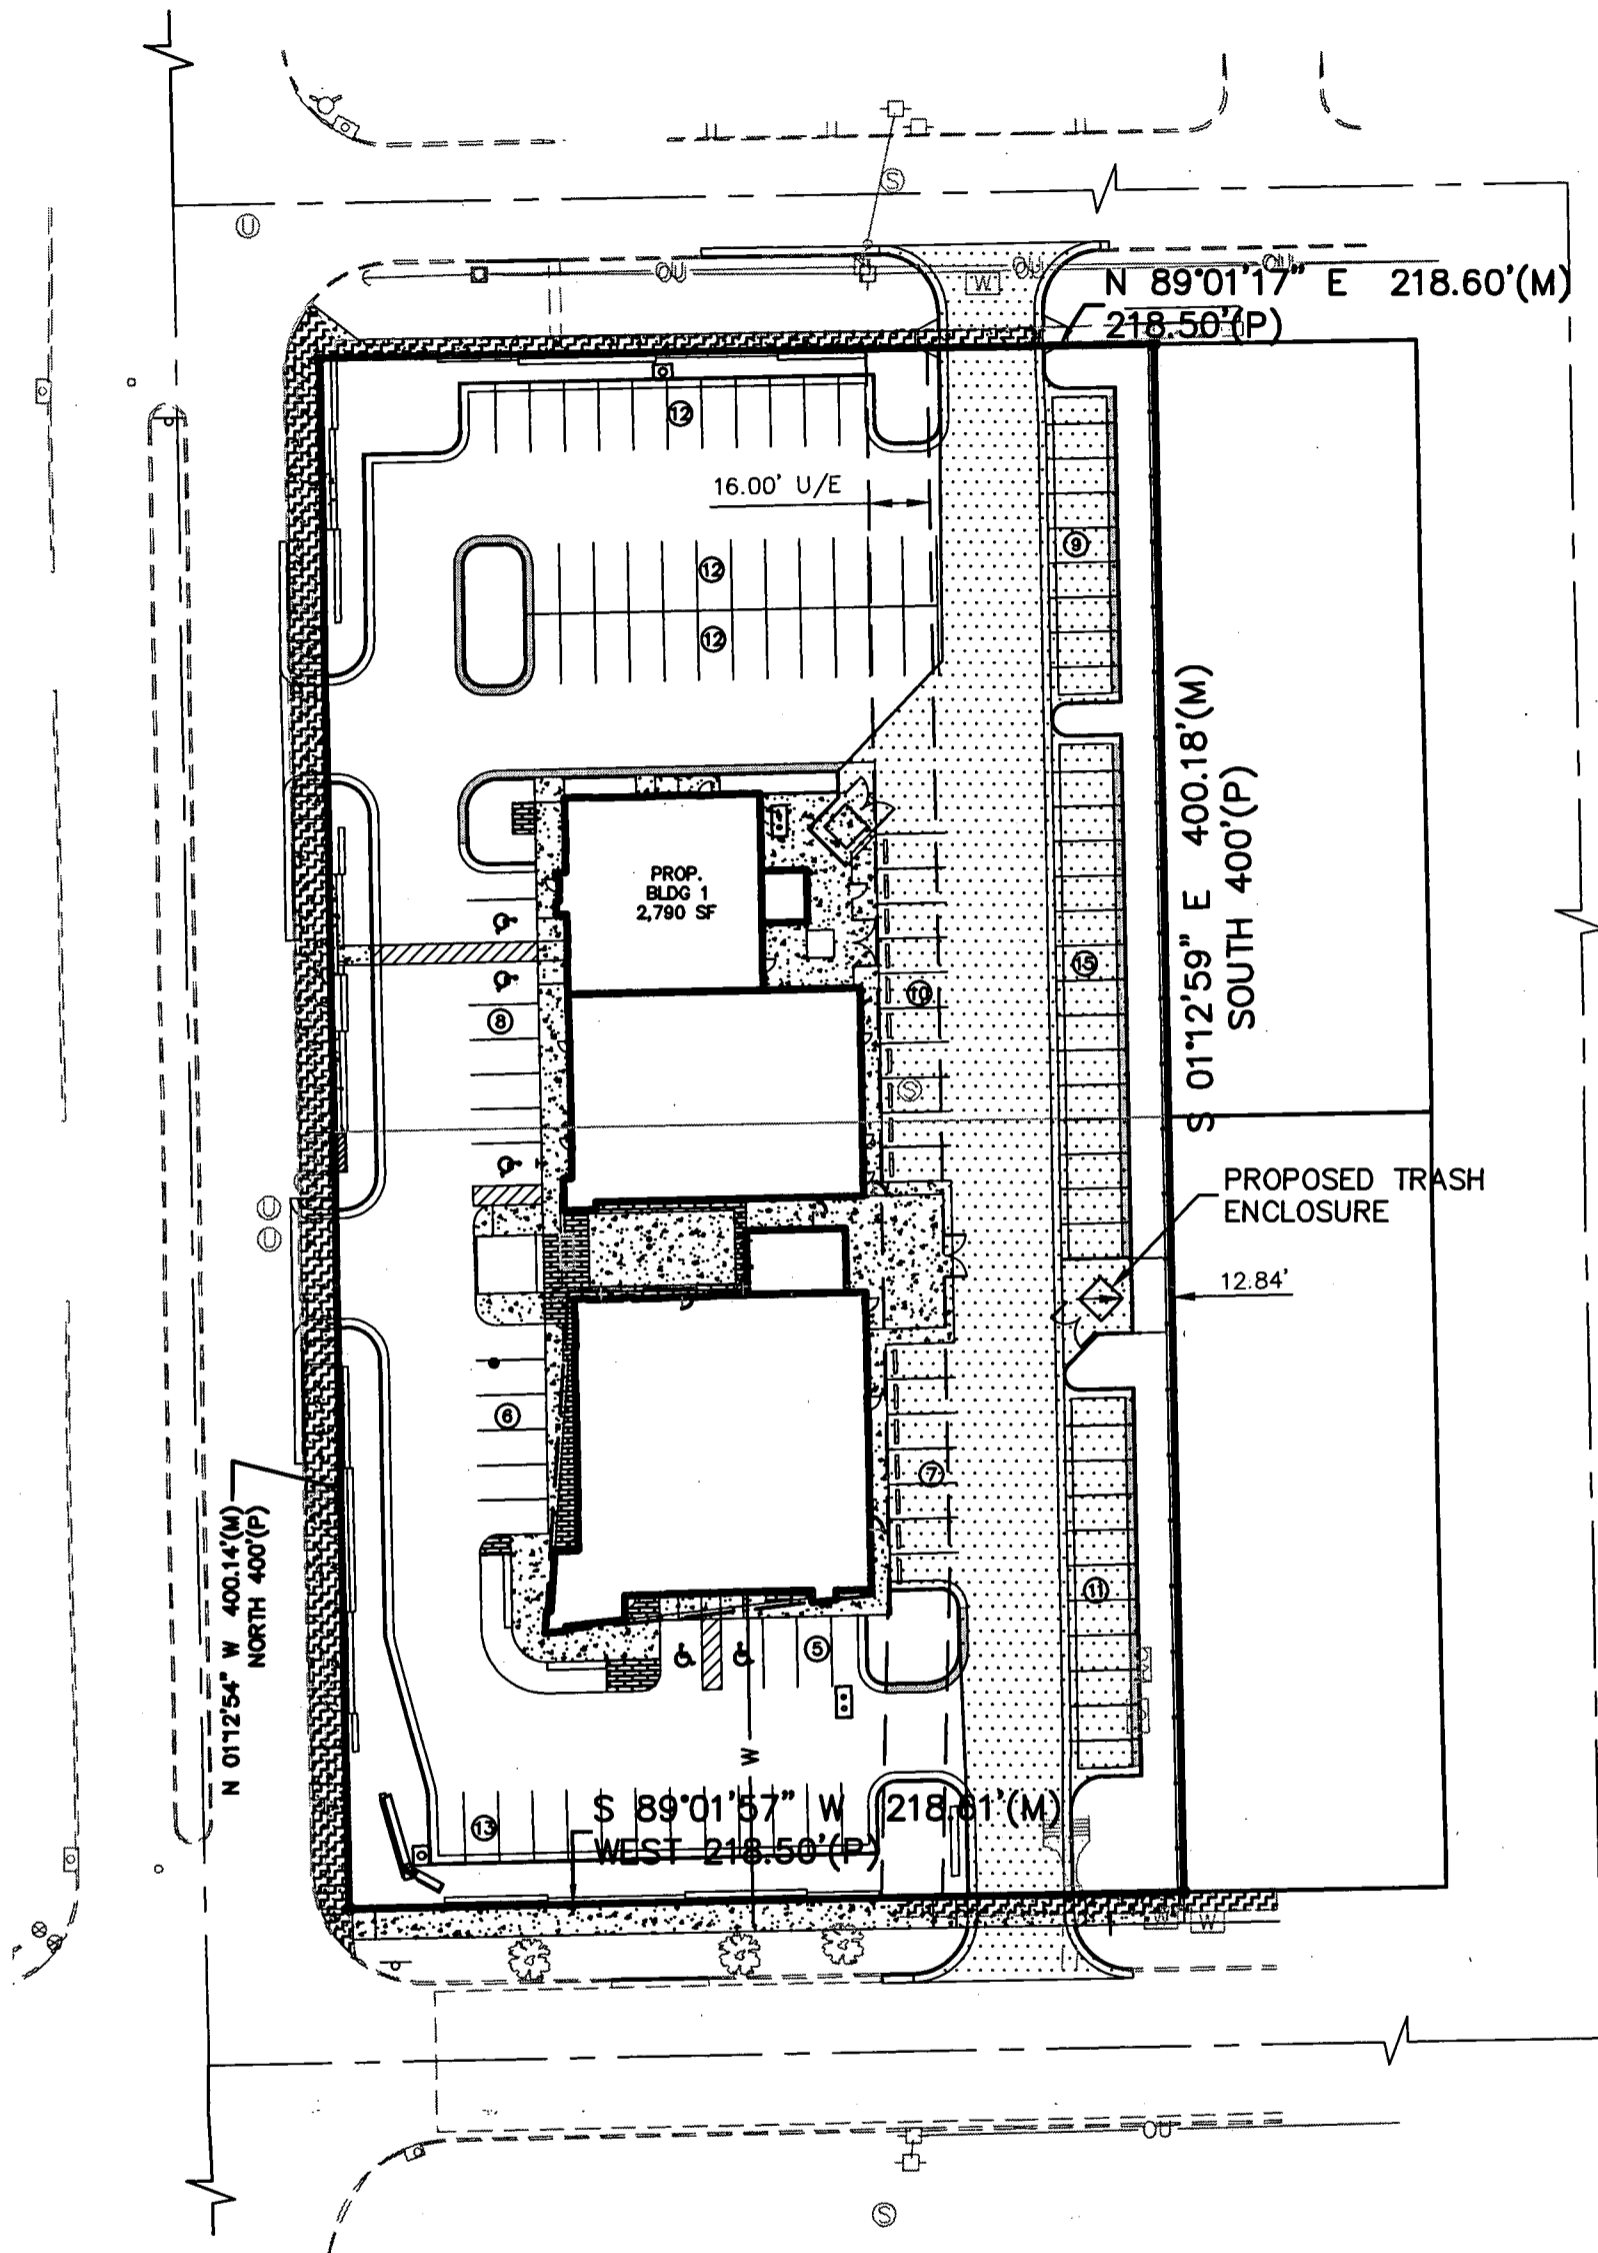 U
S
OU
OU
OU
W
N 89°01'17" E 218.60'(M)
218.50'(P)
12
16.00' U/E
9
12
12
PROP.
BLDG 1
2,790 SF
S 01°12'59" E 400.18'(M)
SOUTH 400'(P)
15
10
8
S
PROPOSED TRASH
ENCLOSURE
12.84'
U
U
6
7
N 01°12'54" W 400.14'(M)
NORTH 400'(P)
11
5
W
13
S 89°01'57" W 218.61'(M)
WEST 218.50'(P)
W
W
OU
S